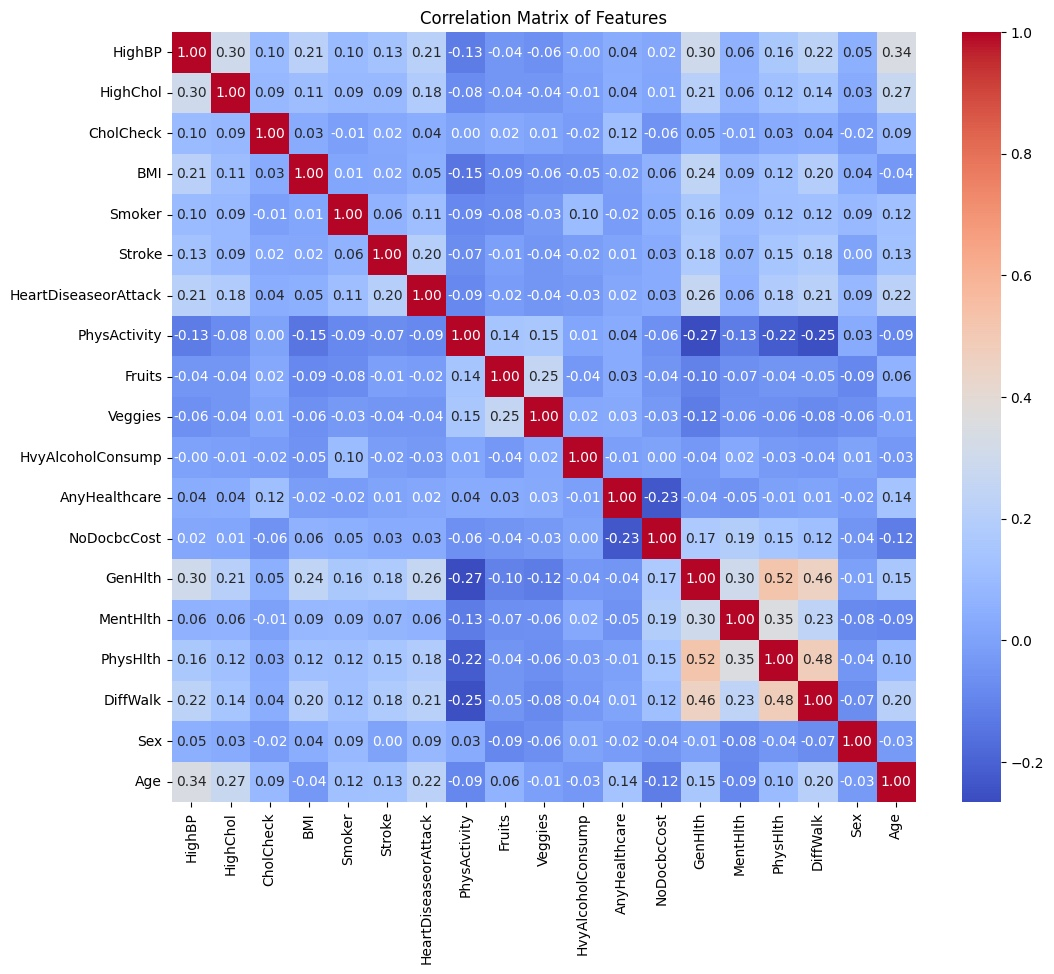 Correlation Matrix of Features
HighBP 1.00 0.30 0.10 0.21 0.10 0.13 0.21 -0.13 -0.04 -0.06 -0.00 0.04 0.02 0.30 0.06 0.16 0.22 0.05 0.34
HighChol 0.30 1.00 0.09 0.11 0.09 0.09 0.18 -0.08 -0.04 -0.04 -0.01 0.04 0.01 0.21 0.06 0.12 0.14 0.03 0.27
CholCheck 0.10 0.09 1.00 0.03 -0.01 0.02 0.04 0.00 0.02 0.01 -0.02 0.12 -0.06 0.05 -0.01 0.03 0.04 -0.02 0.09
BMI 0.21 0.11 0.03 1.00 0.01 0.02 0.05 -0.15 -0.09 -0.06 -0.05 -0.02 0.06 0.24 0.09 0.12 0.20 0.04 -0.04
Smoker 0.10 0.09 -0.01 0.01 1.00 0.06 0.11 -0.09 -0.08 -0.03 0.10 -0.02 0.05 0.16 0.09 0.12 0.12 0.09 0.12
Stroke 0.13 0.09 0.02 0.02 0.06 1.00 0.20 -0.07 -0.01 -0.04 -0.02 0.01 0.03 0.18 0.07 0.15 0.18 0.00 0.13
HeartDiseaseorAttack 0.21 0.18 0.04 0.05 0.11 0.20 1.00 -0.09 -0.02 -0.04 -0.03 0.02 0.03 0.26 0.06 0.18 0.21 0.09 0.22
PhysActivity -0.13 -0.08 0.00 -0.15 -0.09 -0.07 -0.09 1.00 0.14 0.15 0.01 0.04 -0.06 -0.27 -0.13 -0.22 -0.25 0.03 -0.09
Fruits -0.04 -0.04 0.02 -0.09 -0.08 -0.01 -0.02 0.14 1.00 0.25 -0.04 0.03 -0.04 -0.10 -0.07 -0.04 -0.05 -0.09 0.06
Veggies -0.06 -0.04 0.01 -0.06 -0.03 -0.04 -0.04 0.15 0.25 1.00 0.02 0.03 -0.03 -0.12 -0.06 -0.06 -0.08 -0.06 -0.01
HvyAlcoholConsump -0.00 -0.01 -0.02 -0.05 0.10 -0.02 -0.03 0.01 -0.04 0.02 1.00 -0.01 0.00 -0.04 0.02 -0.03 -0.04 0.01 -0.03
AnyHealthcare 0.04 0.04 0.12 -0.02 -0.02 0.01 0.02 0.04 0.03 0.03 -0.01 1.00 -0.23 -0.04 -0.05 -0.01 0.01 -0.02 0.14
NoDocbcCost 0.02 0.01 -0.06 0.06 0.05 0.03 0.03 -0.06 -0.04 -0.03 0.00 -0.23 1.00 0.17 0.19 0.15 0.12 -0.04 -0.12
GenHlth 0.30 0.21 0.05 0.24 0.16 0.18 0.26 -0.27 -0.10 -0.12 -0.04 -0.04 0.17 1.00 0.30 0.52 0.46 -0.01 0.15
MentHlth 0.06 0.06 -0.01 0.09 0.09 0.07 0.06 -0.13 -0.07 -0.06 0.02 -0.05 0.19 0.30 1.00 0.35 0.23 -0.08 -0.09
PhysHlth 0.16 0.12 0.03 0.12 0.12 0.15 0.18 -0.22 -0.04 -0.06 -0.03 -0.01 0.15 0.52 0.35 1.00 0.48 -0.04 0.10
DiffWalk 0.22 0.14 0.04 0.20 0.12 0.18 0.21 -0.25 -0.05 -0.08 -0.04 0.01 0.12 0.46 0.23 0.48 1.00 -0.07 0.20
Sex 0.05 0.03 -0.02 0.04 0.09 0.00 0.09 0.03 -0.09 -0.06 0.01 -0.02 -0.04 -0.01 -0.08 -0.04 -0.07 1.00 -0.03
Age 0.34 0.27 0.09 -0.04 0.12 0.13 0.22 -0.09 0.06 -0.01 -0.03 0.14 -0.12 0.15 -0.09 0.10 0.20 -0.03 1.00
HighBP
HighChol
CholCheck
BMI
Smoker
Stroke
HeartDiseaseorAttack
PhysActivity
Fruits
Veggies
HvyAlcoholConsump
AnyHealthcare
NoDocbcCost
GenHlth
MentHlth
PhysHlth
DiffWalk
Sex
Age
1.0
0.8
0.6
0.4
0.2
0.0
−0.2